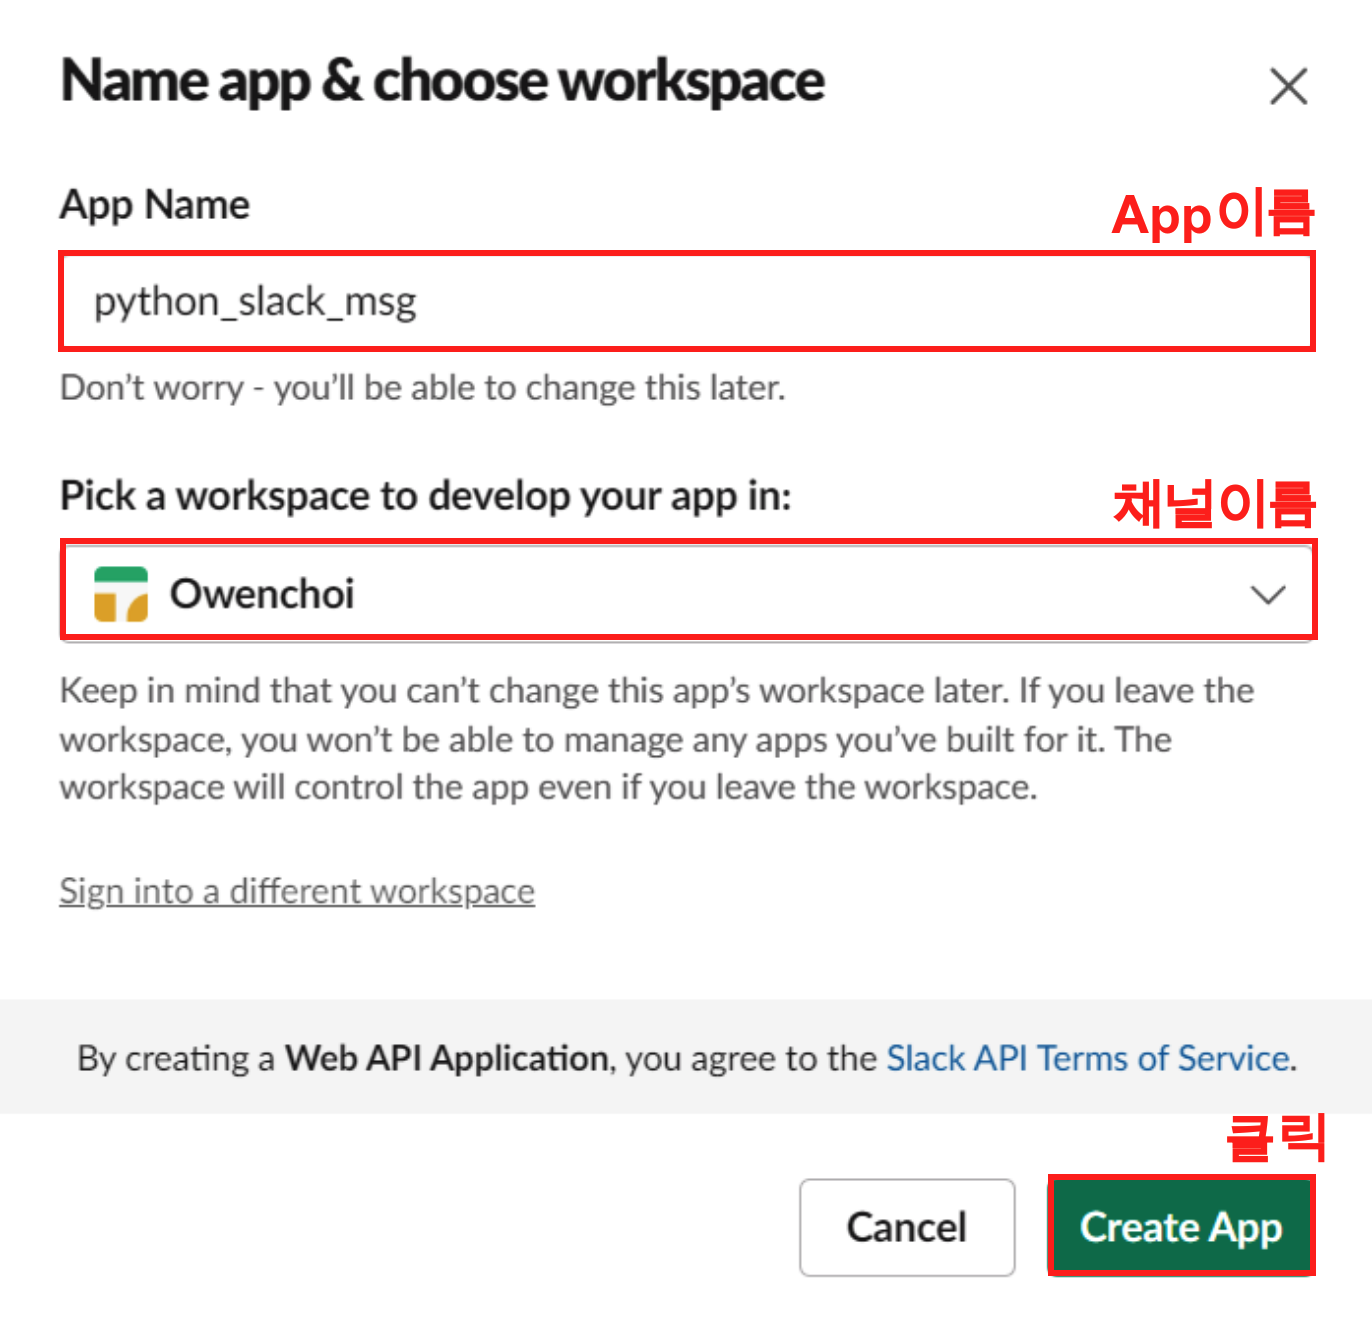 Name app & choose workspace
App Name
App이름
python_slack_msg
Don't worry - you'll be able to change this later.
Pick a workspace to develop your app in:
채널이름
Owenchoi
Keep in mind that you can't change this app's workspace later. If you leave the
workspace, you won't be able to manage any apps you've built for it. The
workspace will control the app even if you leave the workspace.
Sign into a different workspace
By creating a Web API Application, you agree to the Slack API Terms of Service.
클릭
Cancel
Create App